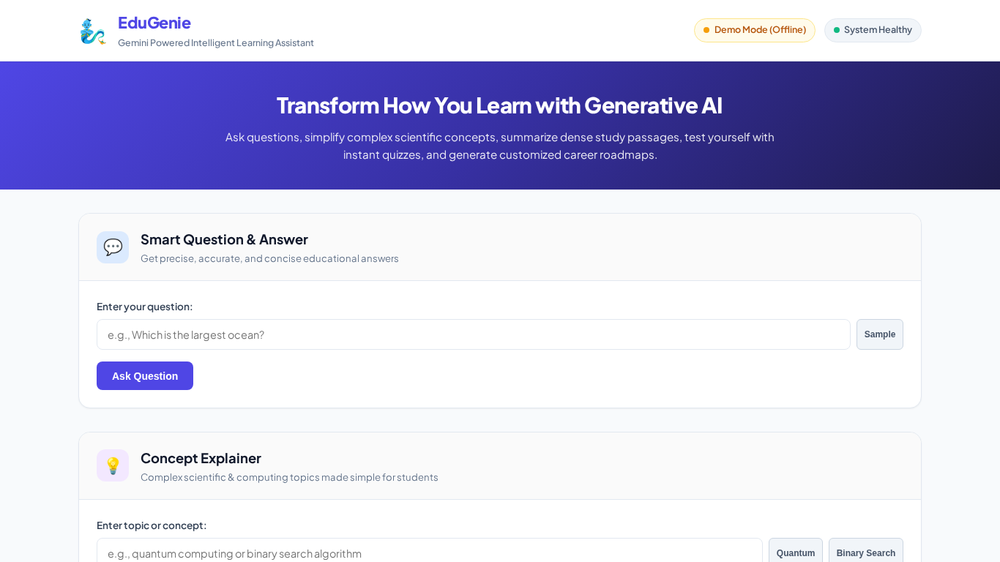 EduGenie
Gemini Powered Intelligent Learning Assistant
Demo Mode (Offline)
System Healthy
Transform How You Learn with Generative AI
Ask questions, simplify complex scientific concepts, summarize dense study passages, test yourself with
instant quizzes, and generate customized career roadmaps.
Smart Question & Answer
Get precise, accurate, and concise educational answers
Enter your question:
e.g., Which is the largest ocean?
Sample
Ask Question
Concept Explainer
Complex scientific & computing topics made simple for students
Enter topic or concept:
e.g., quantum computing or binary search algorithm
Quantum
Binary Search